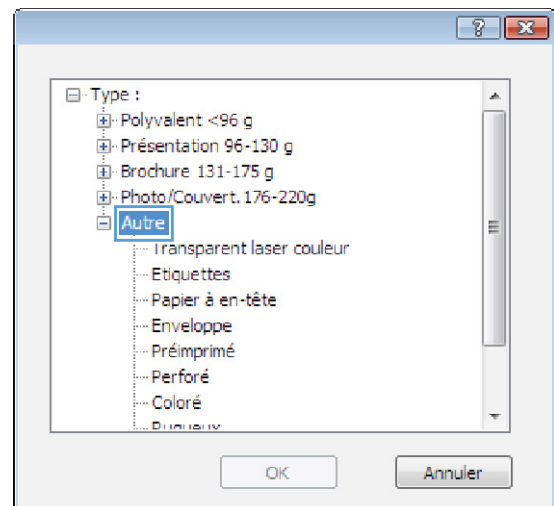 Type :
Polyvalent <96 g
Présentation 96-130 g
Brochure 131-175 g
Photo/Couvert. 176-220g
Autre
Transparent laser couleur
Etiquettes
Papier à en-tête
Enveloppe
Préimprimé
Perforé
Coloré
Rugueux
OK
Annuler